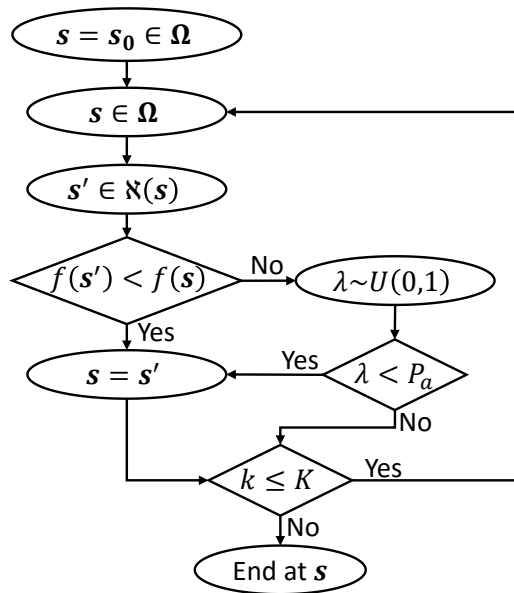 s = s₀ ∈ Ω
s ∈ Ω
s′ ∈ ℵ(s)
f(s′) < f(s)
No
λ~U(0,1)
Yes
s = s′
Yes
λ < Pₐ
No
k ≤ K
Yes
No
End at s